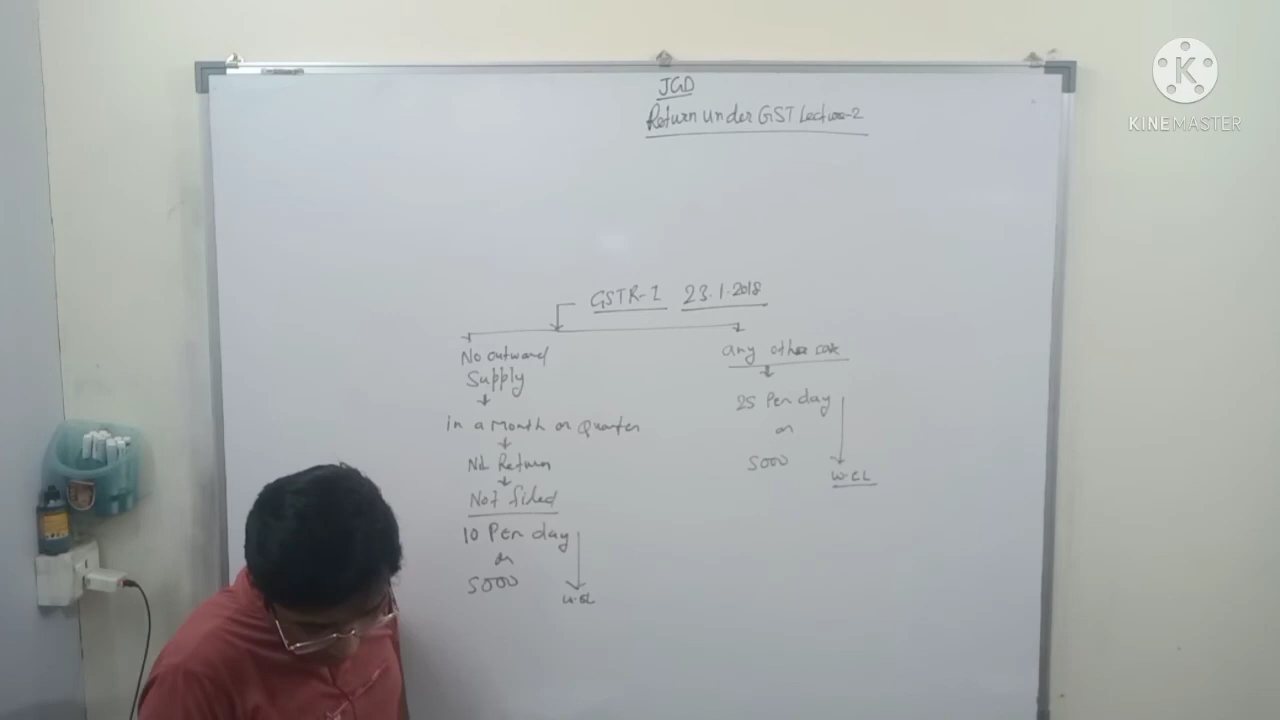 JGD
Return under GST Lecture-2
KINEMASTER
GSTR-1 23.1.2018
No outward
Supply
any other case
In a Month or Quarter
25 Per day
or
5000
Nil Return
W.E.L
Not filed
10 Per day
or
5000
W.E.L